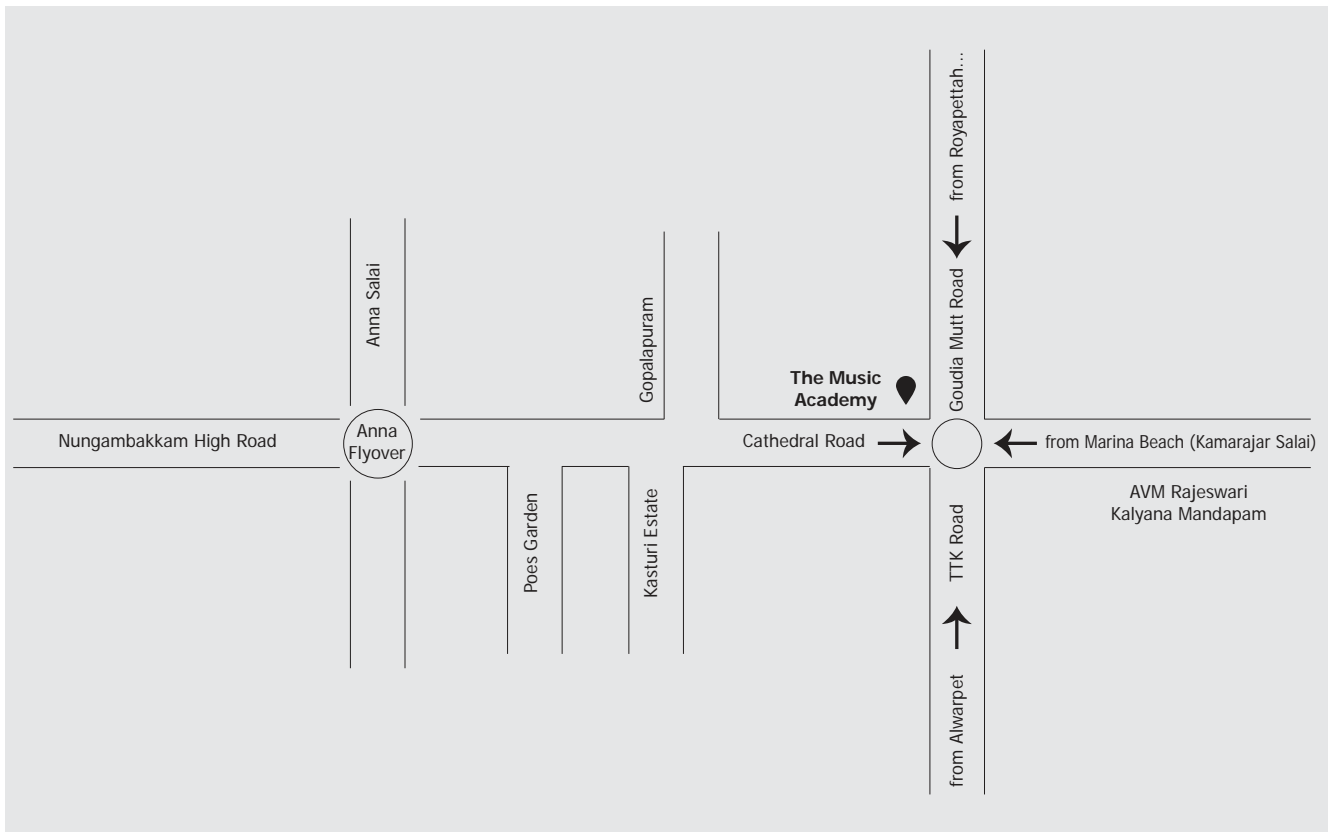 from Royapettah...
Goudia Mutt Road
Anna Salai
Gopalapuram
The Music
Academy
Nungambakkam High Road
Anna
Flyover
Cathedral Road
from Marina Beach (Kamarajar Salai)
AVM Rajeswari
Kalyana Mandapam
Poes Garden
Kasturi Estate
TTK Road
from Alwarpet